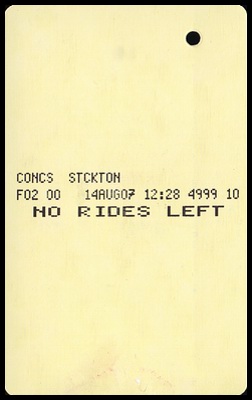 CONCS STCKTON
F02 00 14AUG07 12:28 4999 10
NO RIDES LEFT